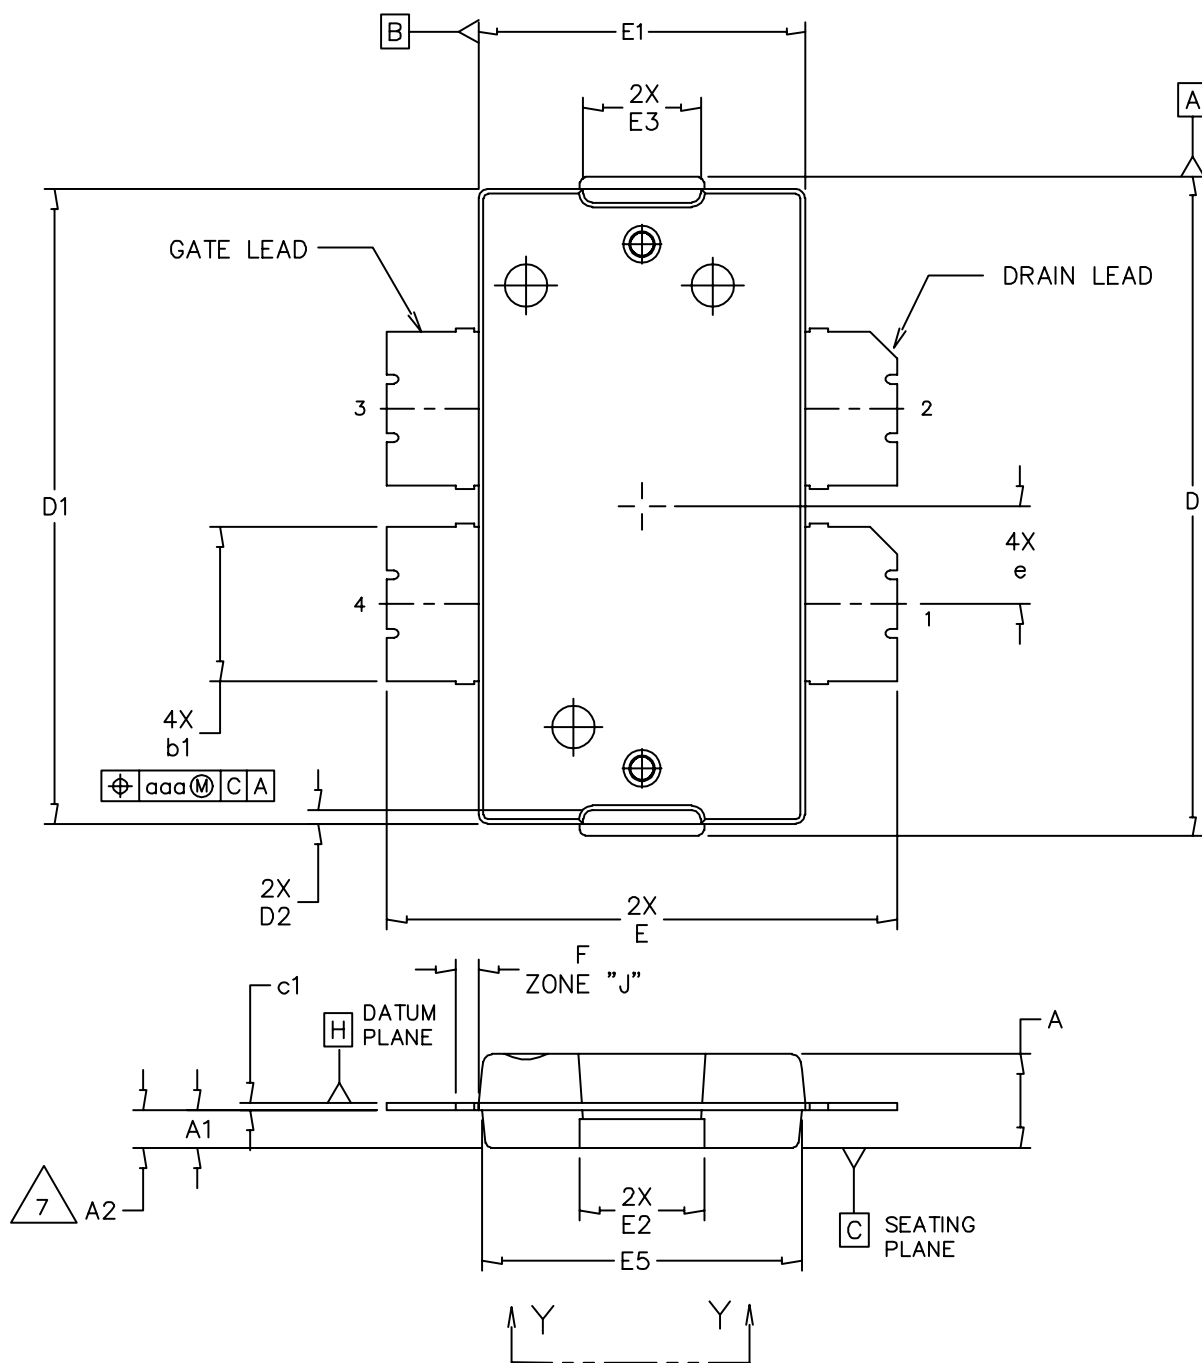 B
E1
2X
E3
A
GATE LEAD
DRAIN LEAD
3
2
D1
D
4X
e
4
1
4X
b1
⌖ aaa Ⓜ C A
2X
D2
2X
E
F
ZONE "J"
c1
H
DATUM
PLANE
A
A1
7
A2
2X
E2
C
SEATING
PLANE
E5
Y
Y